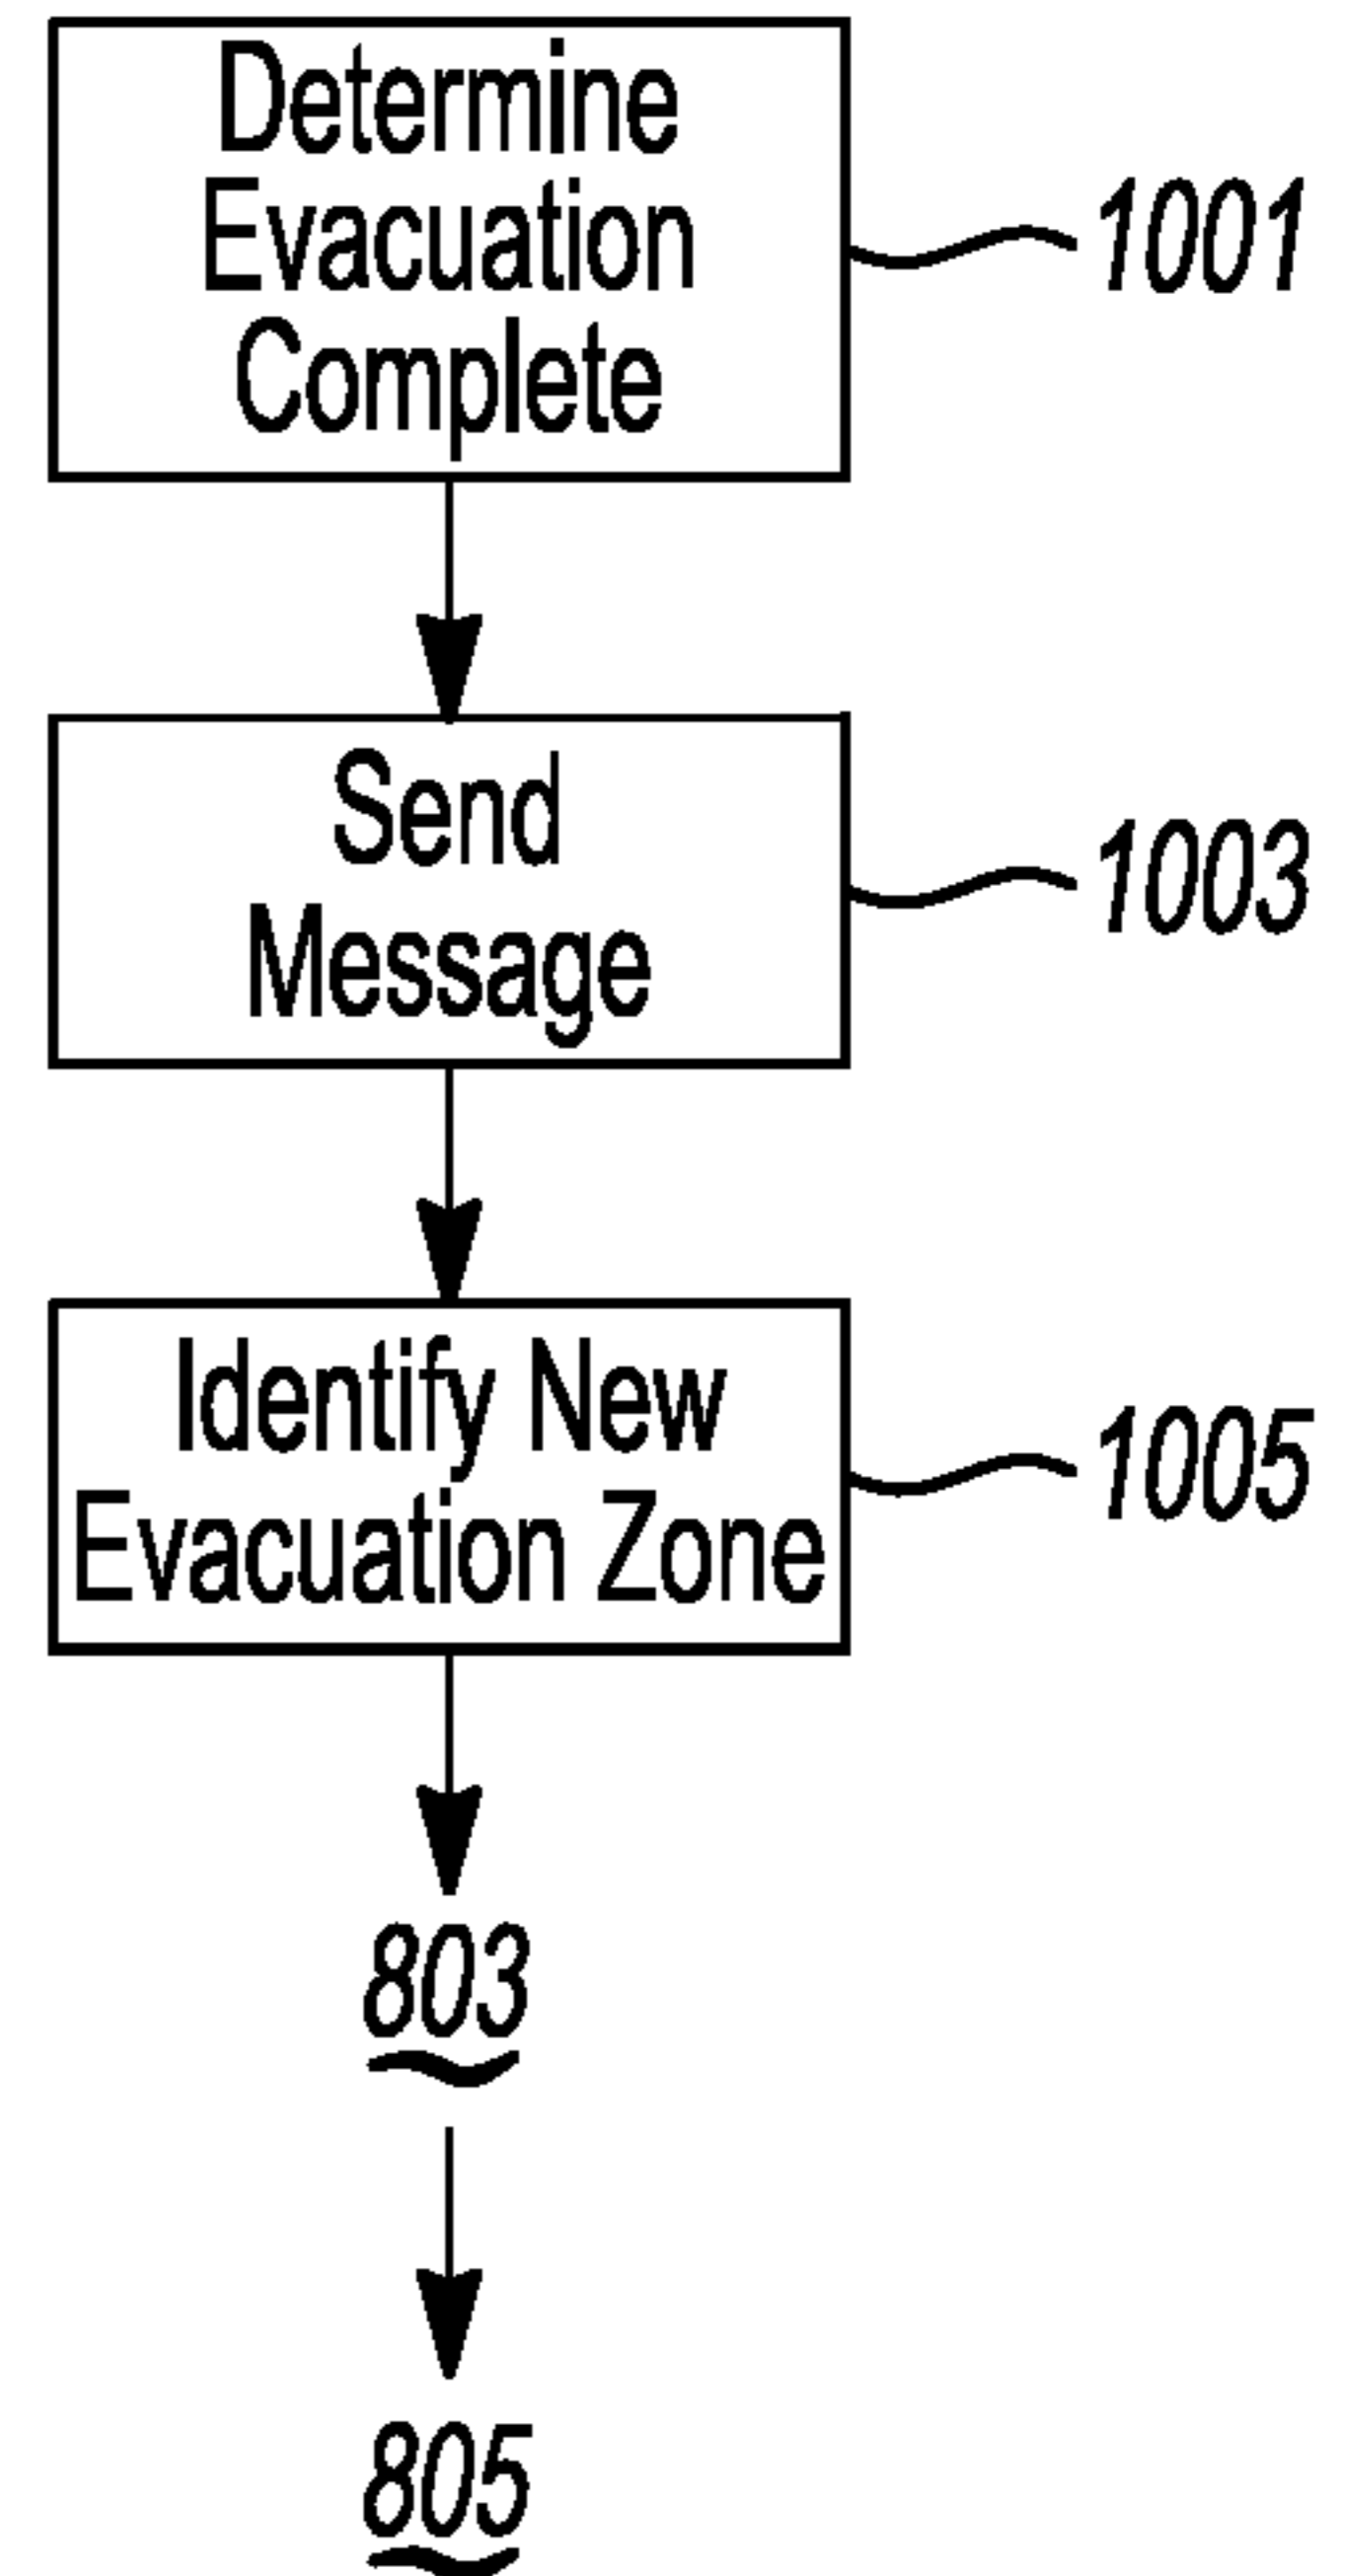 Determine
Evacuation
Complete
1001
Send
Message
1003
Identify New
Evacuation Zone
1005
803
805